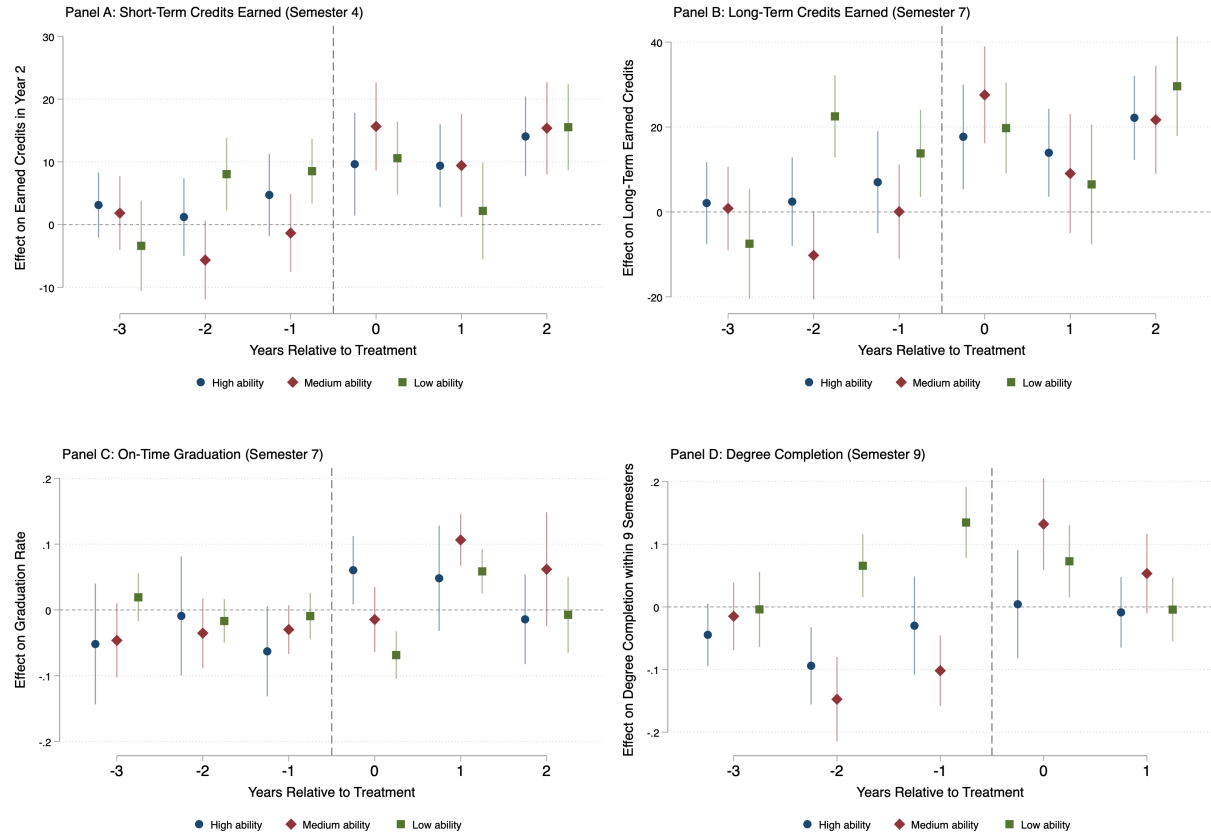 Panel A: Short-Term Credits Earned (Semester 4)
Effect on Earned Credits in Year 2
30
20
10
0
-10
-3 -2 -1 0 1 2
Years Relative to Treatment
High ability Medium ability Low ability
Panel B: Long-Term Credits Earned (Semester 7)
Effect on Long-Term Earned Credits
40
20
0
-20
-3 -2 -1 0 1 2
Years Relative to Treatment
High ability Medium ability Low ability
Panel C: On-Time Graduation (Semester 7)
Effect on Graduation Rate
.2
.1
0
-.1
-.2
-3 -2 -1 0 1 2
Years Relative to Treatment
High ability Medium ability Low ability
Panel D: Degree Completion (Semester 9)
Effect on Degree Completion within 9 Semesters
.2
.1
0
-.1
-.2
-3 -2 -1 0 1
Years Relative to Treatment
High ability Medium ability Low ability